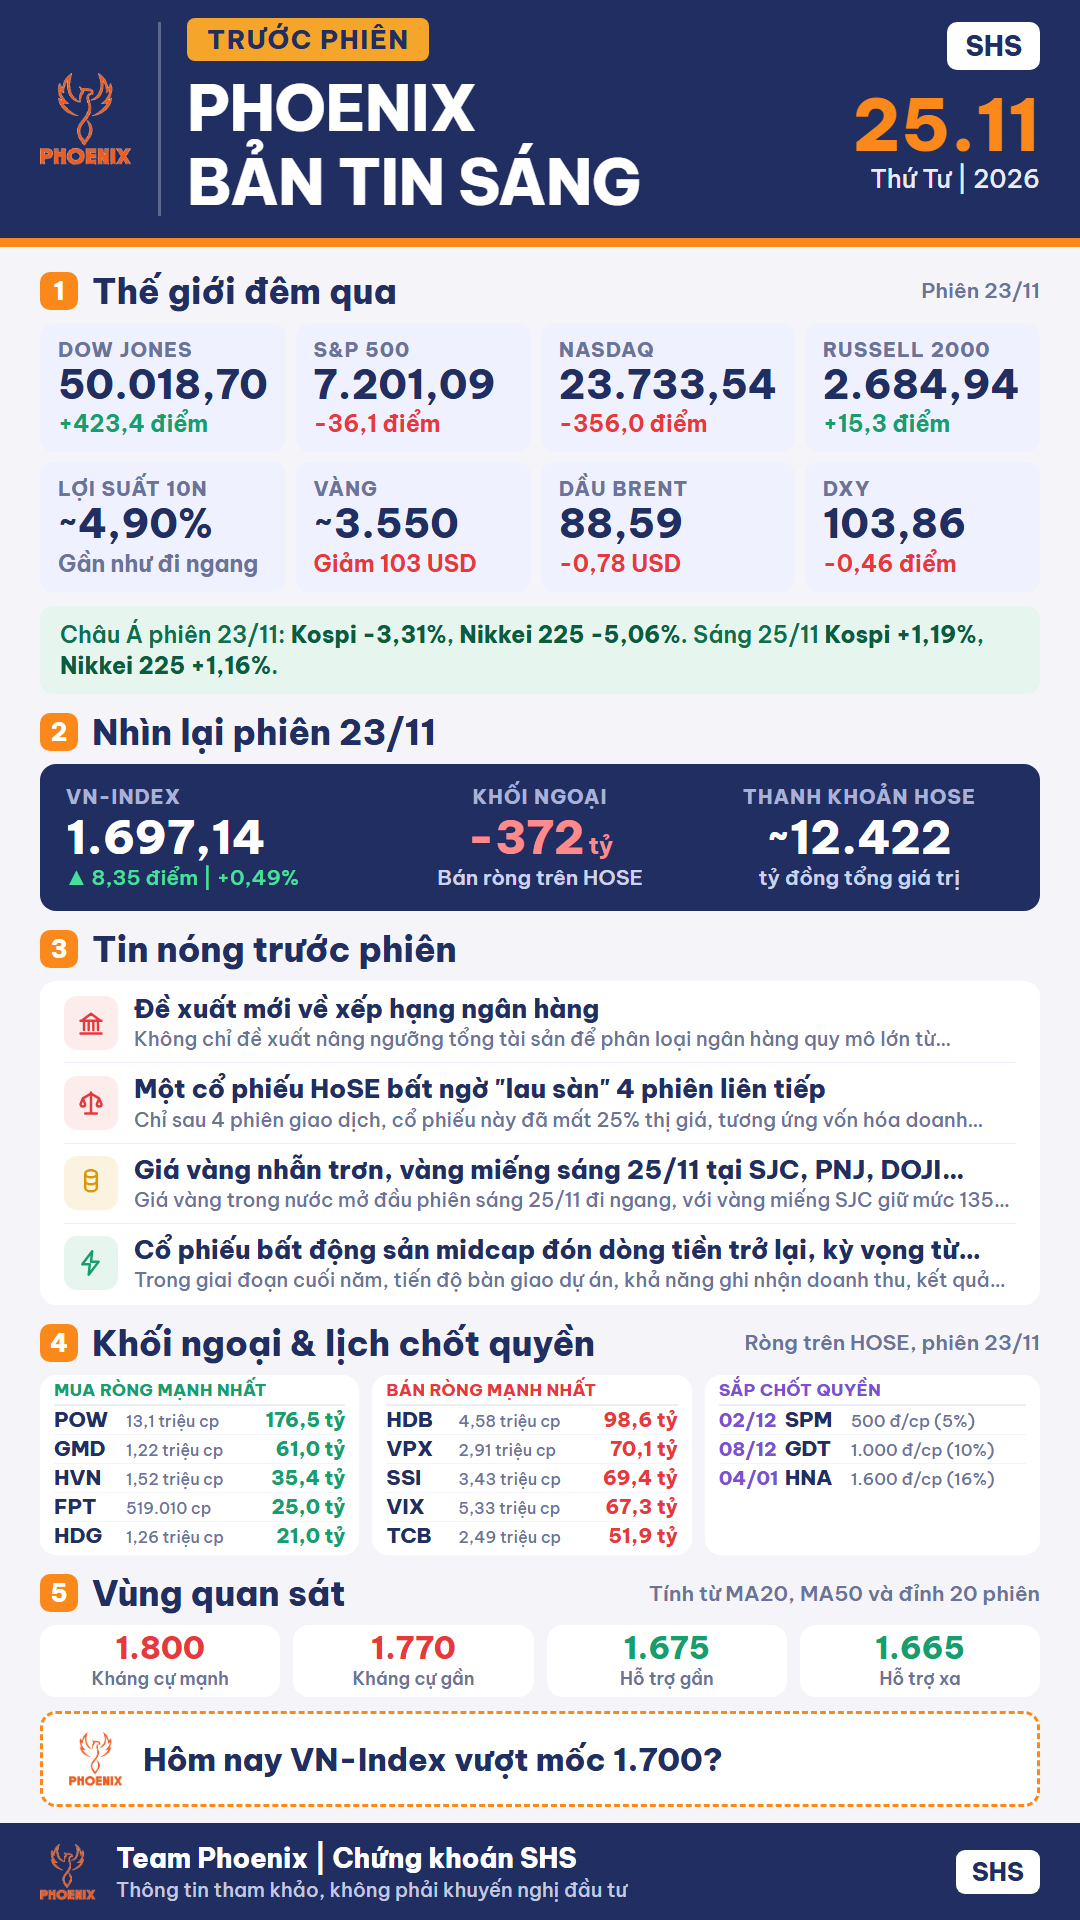 TRƯỚC PHIÊN
PHOENIX
BẢN TIN SÁNG
PHOENIX
SHS
25.11
Thứ Tư | 2026
1 Thế giới đêm qua
Phiên 23/11
DOW JONES
50.018,70
+423,4 điểm
S&P 500
7.201,09
-36,1 điểm
NASDAQ
23.733,54
-356,0 điểm
RUSSELL 2000
2.684,94
+15,3 điểm
LỢI SUẤT 10N
~4,90%
Gần như đi ngang
VÀNG
~3.550
Giảm 103 USD
DẦU BRENT
88,59
-0,78 USD
DXY
103,86
-0,46 điểm
Châu Á phiên 23/11: Kospi -3,31%, Nikkei 225 -5,06%. Sáng 25/11 Kospi +1,19%,
Nikkei 225 +1,16%.
2 Nhìn lại phiên 23/11
VN-INDEX
1.697,14
▲ 8,35 điểm | +0,49%
KHỐI NGOẠI
-372 tỷ
Bán ròng trên HOSE
THANH KHOẢN HOSE
~12.422
tỷ đồng tổng giá trị
3 Tin nóng trước phiên
Đề xuất mới về xếp hạng ngân hàng
Không chỉ đề xuất nâng ngưỡng tổng tài sản để phân loại ngân hàng quy mô lớn từ...
Một cổ phiếu HoSE bất ngờ "lau sàn" 4 phiên liên tiếp
Chỉ sau 4 phiên giao dịch, cổ phiếu này đã mất 25% thị giá, tương ứng vốn hóa doanh...
Giá vàng nhẫn trơn, vàng miếng sáng 25/11 tại SJC, PNJ, DOJI...
Giá vàng trong nước mở đầu phiên sáng 25/11 đi ngang, với vàng miếng SJC giữ mức 135...
Cổ phiếu bất động sản midcap đón dòng tiền trở lại, kỳ vọng từ...
Trong giai đoạn cuối năm, tiến độ bàn giao dự án, khả năng ghi nhận doanh thu, kết quả...
4 Khối ngoại & lịch chốt quyền
Ròng trên HOSE, phiên 23/11
MUA RÒNG MẠNH NHẤT
POW 13,1 triệu cp 176,5 tỷ
GMD 1,22 triệu cp 61,0 tỷ
HVN 1,52 triệu cp 35,4 tỷ
FPT 519.010 cp 25,0 tỷ
HDG 1,26 triệu cp 21,0 tỷ
BÁN RÒNG MẠNH NHẤT
HDB 4,58 triệu cp 98,6 tỷ
VPX 2,91 triệu cp 70,1 tỷ
SSI 3,43 triệu cp 69,4 tỷ
VIX 5,33 triệu cp 67,3 tỷ
TCB 2,49 triệu cp 51,9 tỷ
SẮP CHỐT QUYỀN
02/12 SPM 500 đ/cp (5%)
08/12 GDT 1.000 đ/cp (10%)
04/01 HNA 1.600 đ/cp (16%)
5 Vùng quan sát
Tính từ MA20, MA50 và đỉnh 20 phiên
1.800
Kháng cự mạnh
1.770
Kháng cự gần
1.675
Hỗ trợ gần
1.665
Hỗ trợ xa
PHOENIX
Hôm nay VN-Index vượt mốc 1.700?
PHOENIX
Team Phoenix | Chứng khoán SHS
Thông tin tham khảo, không phải khuyến nghị đầu tư
SHS